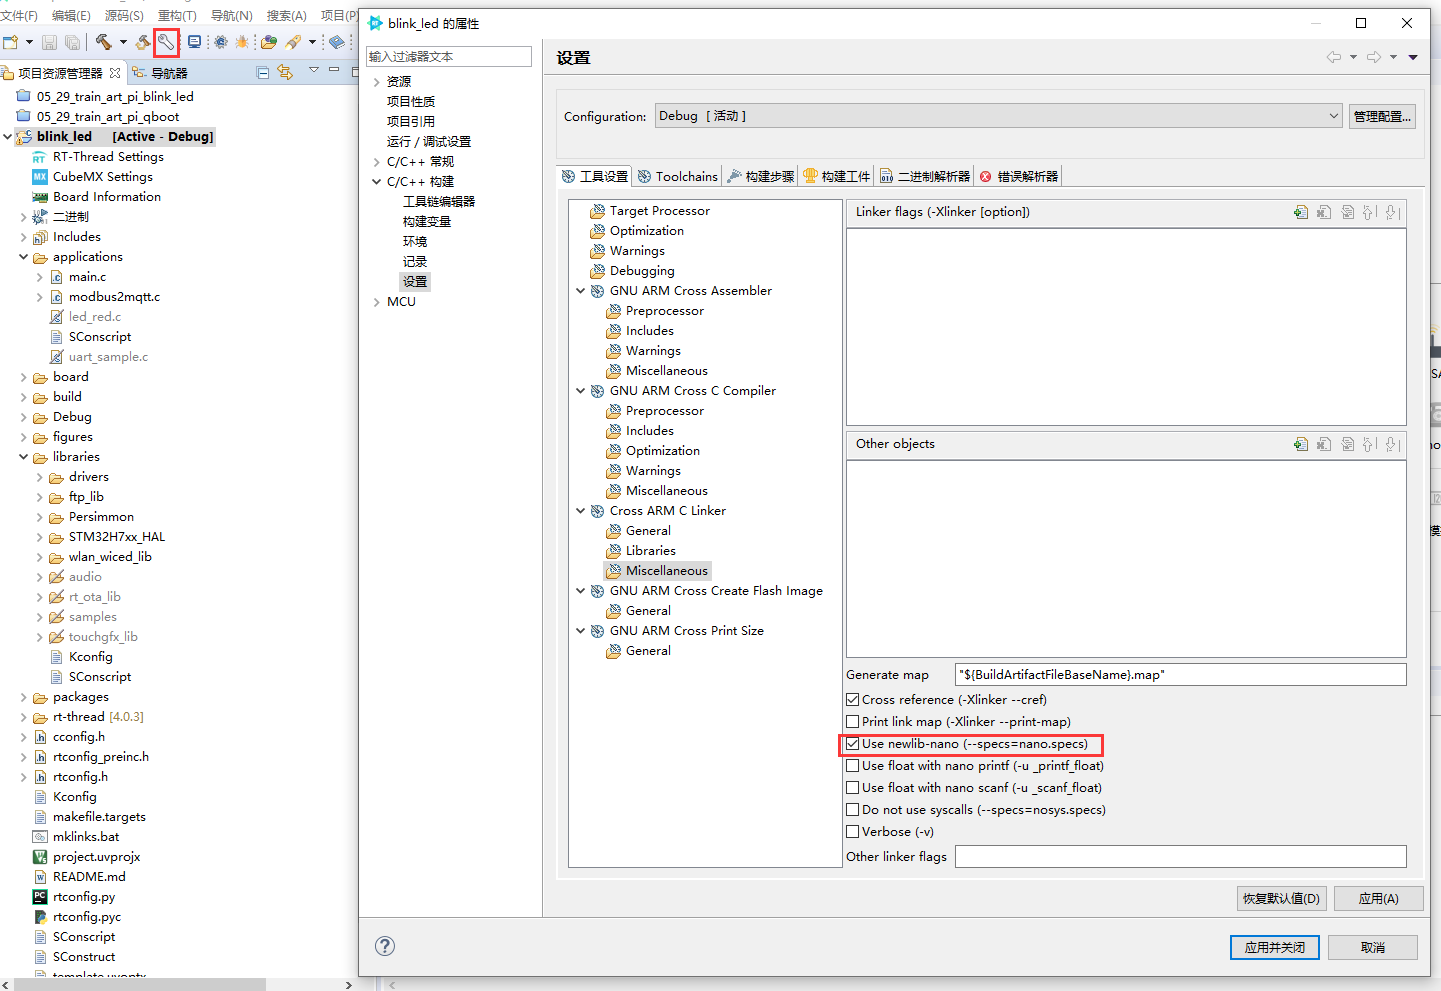 文件(F) 编辑(E) 源码(S) 重构(T) 导航(N) 搜索(A) 项目(P)
项目资源管理器
导航器
05_29_train_art_pi_blink_led
05_29_train_art_pi_qboot
blink_led [Active - Debug]
RT-Thread Settings
CubeMX Settings
Board Information
二进制
Includes
applications
main.c
modbus2mqtt.c
led_red.c
SConscript
uart_sample.c
board
build
Debug
figures
libraries
drivers
ftp_lib
Persimmon
STM32H7xx_HAL
wlan_wiced_lib
audio
rt_ota_lib
samples
touchgfx_lib
Kconfig
SConscript
packages
rt-thread [4.0.3]
cconfig.h
rtconfig_preinc.h
rtconfig.h
Kconfig
makefile.targets
mklinks.bat
project.uvprojx
README.md
rtconfig.py
rtconfig.pyc
SConscript
SConstruct
template.uvoptx
blink_led 的属性
输入过滤器文本
资源
项目性质
项目引用
运行 / 调试设置
C/C++ 常规
C/C++ 构建
工具链编辑器
构建变量
环境
记录
设置
MCU
设置
Configuration: Debug [ 活动 ] 管理配置...
工具设置 Toolchains 构建步骤 构建工件 二进制解析器 错误解析器
Target Processor
Optimization
Warnings
Debugging
GNU ARM Cross Assembler
Preprocessor
Includes
Warnings
Miscellaneous
GNU ARM Cross C Compiler
Preprocessor
Includes
Optimization
Warnings
Miscellaneous
Cross ARM C Linker
General
Libraries
Miscellaneous
GNU ARM Cross Create Flash Image
General
GNU ARM Cross Print Size
General
Linker flags (-Xlinker [option])
Other objects
Generate map "${BuildArtifactFileBaseName}.map"
Cross reference (-Xlinker --cref)
Print link map (-Xlinker --print-map)
Use newlib-nano (--specs=nano.specs)
Use float with nano printf (-u _printf_float)
Use float with nano scanf (-u _scanf_float)
Do not use syscalls (--specs=nosys.specs)
Verbose (-v)
Other linker flags
恢复默认值(D) 应用(A)
应用并关闭 取消